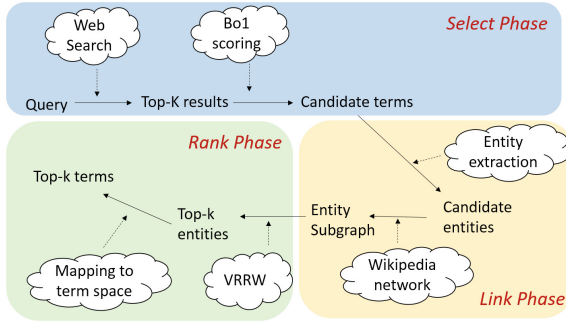 Web
Search
Bo1
scoring
Select Phase
Query
Top-K results
Candidate terms
Rank Phase
Entity
extraction
Top-k terms
Top-k
entities
Entity
Subgraph
Candidate
entities
Mapping to
term space
VRRW
Wikipedia
network
Link Phase